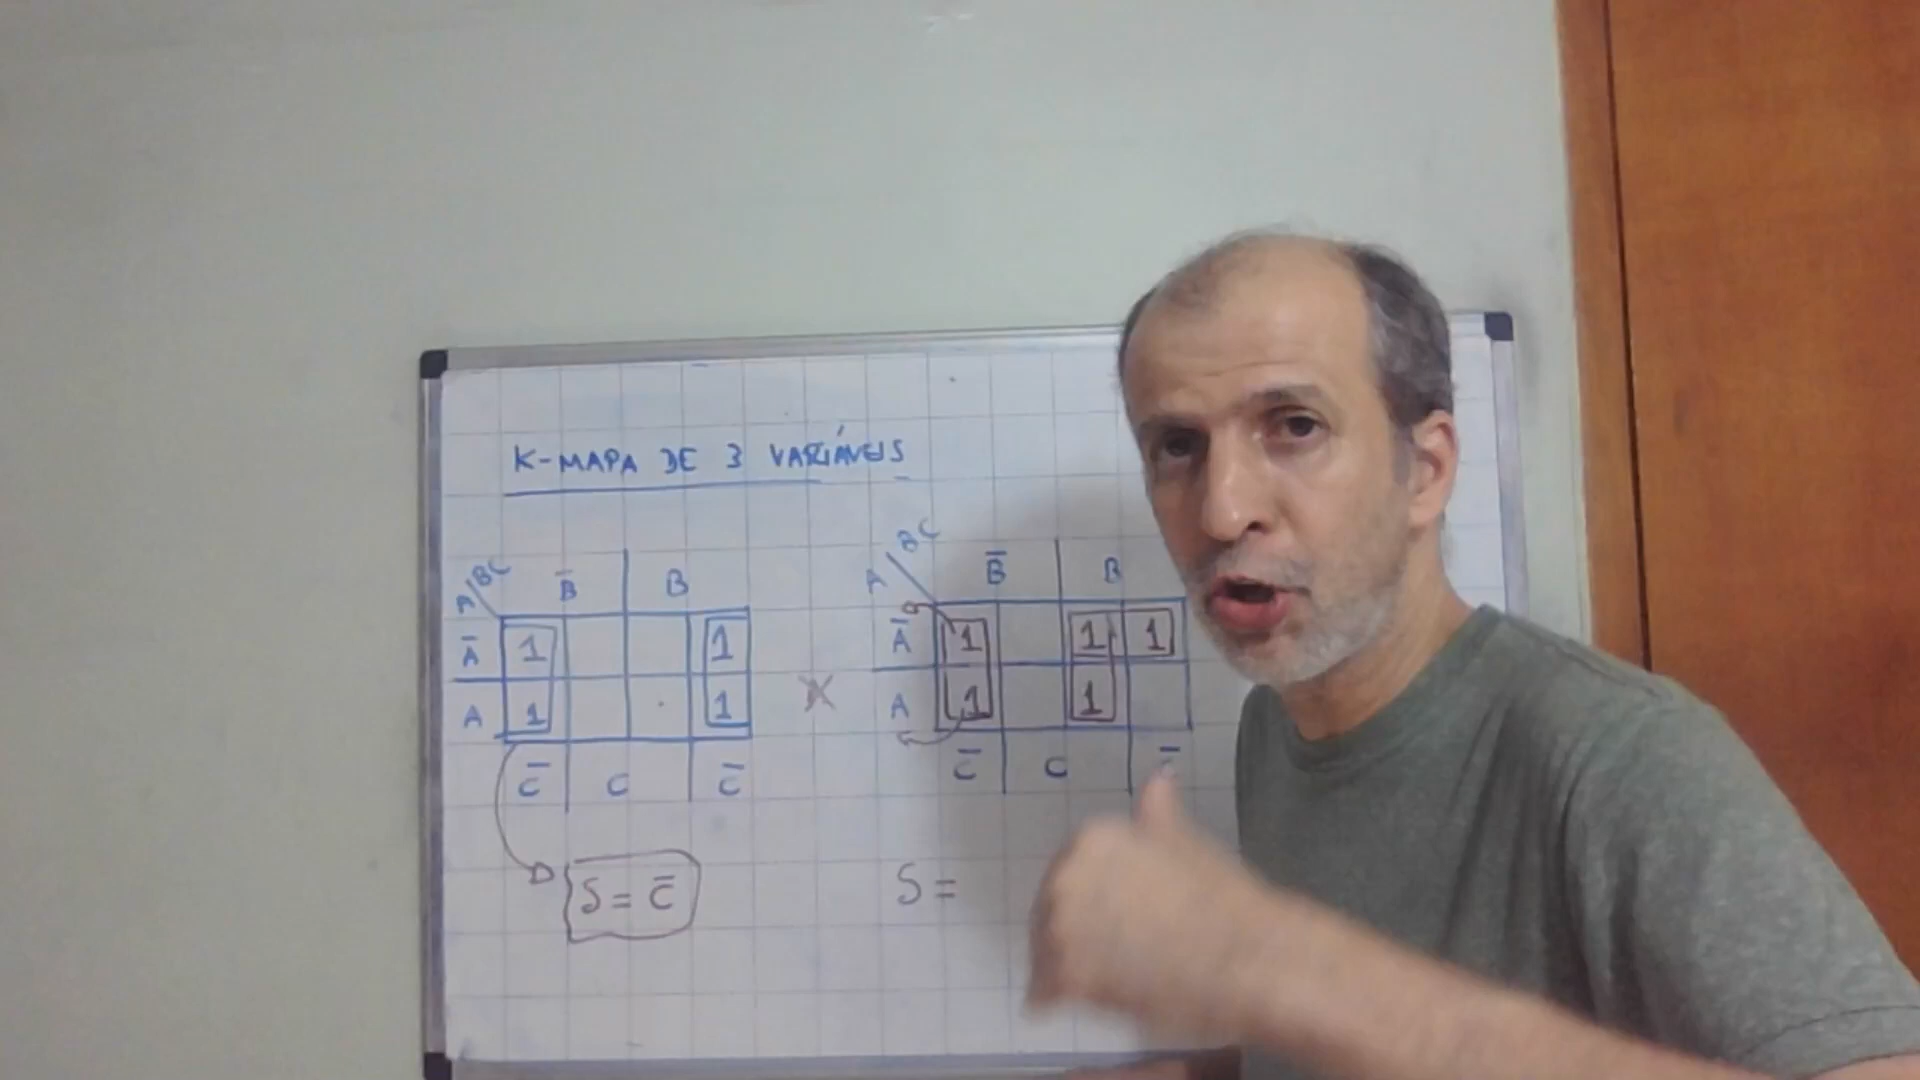 K-MAPA DE 3 VARIÁVEIS
A BC B̅ B
A̅ 1 1
A 1 1
C̅ C C̅
S = C̅
A BC B̅ B
A̅ 1 1 1
A 1 1
C̅ C C̅
S =